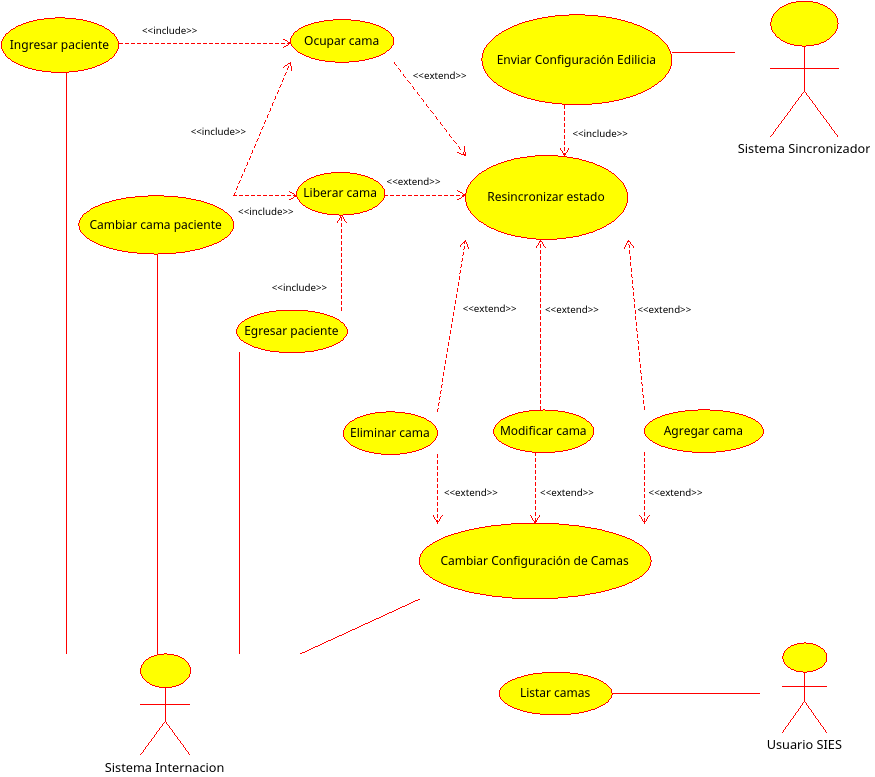 <<include>>
Ingresar paciente
Ocupar cama
Enviar Configuración Edilicia
<<extend>>
<<include>>
<<include>>
Sistema Sincronizador
<<extend>>
Liberar cama
Resincronizar estado
<<include>>
Cambiar cama paciente
<<include>>
<<extend>>
<<extend>>
<<extend>>
Egresar paciente
Eliminar cama
Modificar cama
Agregar cama
<<extend>>
<<extend>>
<<extend>>
Cambiar Configuración de Camas
Listar camas
Usuario SIES
Sistema Internacion